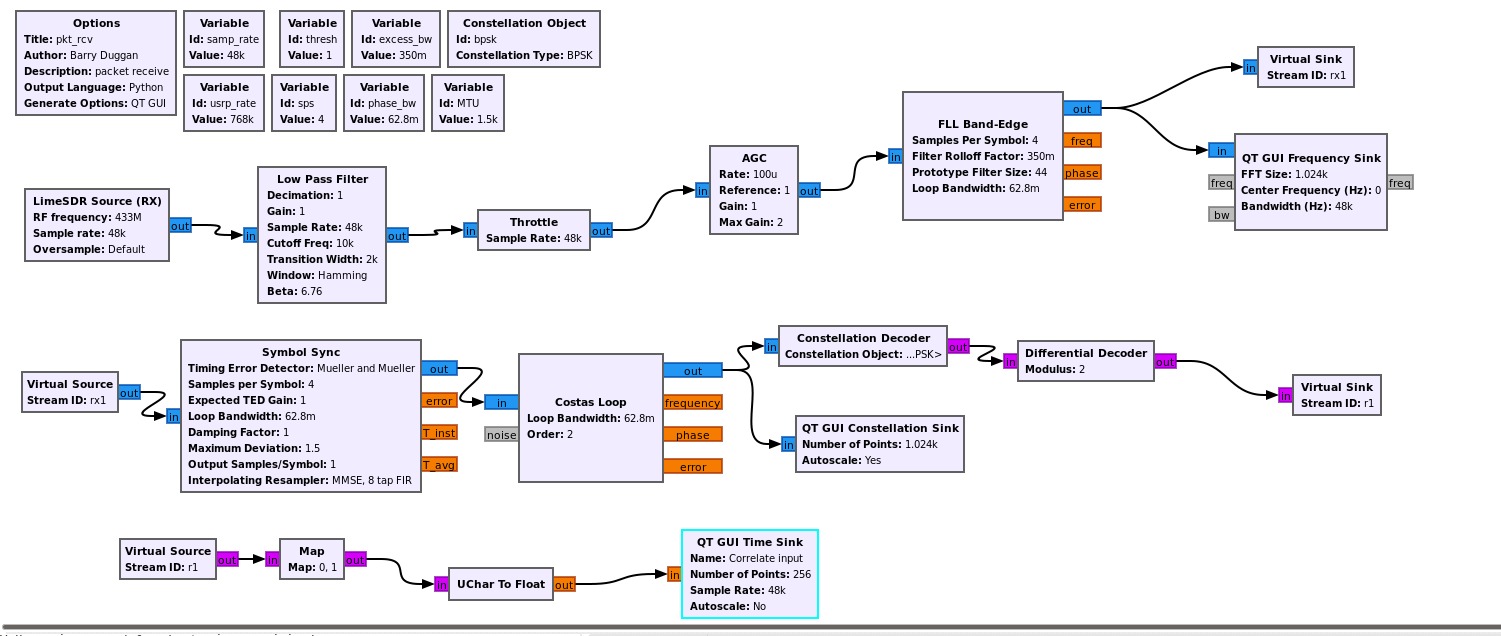 Options
Title: pkt_rcv
Author: Barry Duggan
Description: packet receive
Output Language: Python
Generate Options: QT GUI
Variable
Id: samp_rate
Value: 48k
Variable
Id: thresh
Value: 1
Variable
Id: excess_bw
Value: 350m
Constellation Object
Id: bpsk
Constellation Type: BPSK
Variable
Id: usrp_rate
Value: 768k
Variable
Id: sps
Value: 4
Variable
Id: phase_bw
Value: 62.8m
Variable
Id: MTU
Value: 1.5k
LimeSDR Source (RX)
RF frequency: 433M
Sample rate: 48k
Oversample: Default
out
in
Low Pass Filter
Decimation: 1
Gain: 1
Sample Rate: 48k
Cutoff Freq: 10k
Transition Width: 2k
Window: Hamming
Beta: 6.76
out
in
Throttle
Sample Rate: 48k
out
in
AGC
Rate: 100u
Reference: 1
Gain: 1
Max Gain: 2
out
in
FLL Band-Edge
Samples Per Symbol: 4
Filter Rolloff Factor: 350m
Prototype Filter Size: 44
Loop Bandwidth: 62.8m
out
freq
phase
error
in
Virtual Sink
Stream ID: rx1
in
freq
bw
QT GUI Frequency Sink
FFT Size: 1.024k
Center Frequency (Hz): 0
Bandwidth (Hz): 48k
freq
Virtual Source
Stream ID: rx1
out
in
Symbol Sync
Timing Error Detector: Mueller and Mueller
Samples per Symbol: 4
Expected TED Gain: 1
Loop Bandwidth: 62.8m
Damping Factor: 1
Maximum Deviation: 1.5
Output Samples/Symbol: 1
Interpolating Resampler: MMSE, 8 tap FIR
out
error
T_inst
T_avg
in
noise
Costas Loop
Loop Bandwidth: 62.8m
Order: 2
out
frequency
phase
error
in
Constellation Decoder
Constellation Object: ...PSK>
out
in
Differential Decoder
Modulus: 2
out
in
Virtual Sink
Stream ID: r1
in
QT GUI Constellation Sink
Number of Points: 1.024k
Autoscale: Yes
Virtual Source
Stream ID: r1
out
in
Map
Map: 0, 1
out
in
UChar To Float
out
in
QT GUI Time Sink
Name: Correlate input
Number of Points: 256
Sample Rate: 48k
Autoscale: No